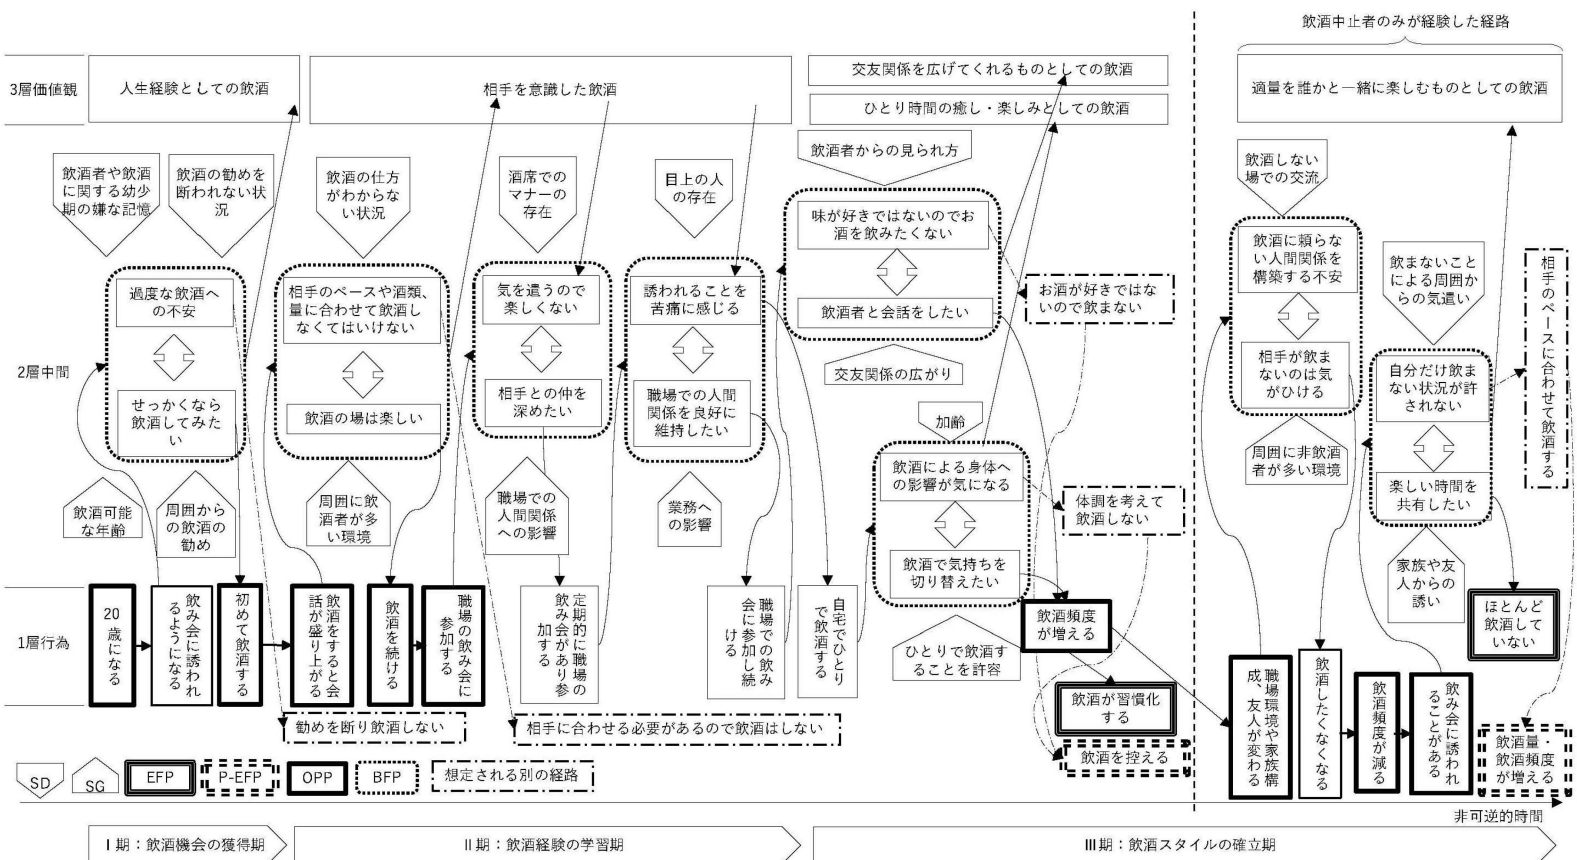 飲酒中止者のみが経験した経路
3層価値観
人生経験としての飲酒
相手を意識した飲酒
交友関係を広げてくれるものとしての飲酒
ひとり時間の癒し・楽しみとしての飲酒
適量を誰かと一緒に楽しむものとしての飲酒
飲酒者や飲酒
に関する幼少
期の嫌な記憶
飲酒の勧めを
断われない状
況
飲酒の仕方
がわからな
い状況
酒席での
マナーの
存在
目上の人
の存在
飲酒者からの見られ方
飲酒しない
場での交流
2層中間
過度な飲酒へ
の不安
せっかくなら
飲酒してみた
い
相手のペースや酒類、
量に合わせて飲酒し
なくてはいけない
飲酒の場は楽しい
気を遣うので
楽しくない
相手との仲を
深めたい
誘われることを
苦痛に感じる
職場での人間
関係を良好に
維持したい
味が好きではないのでお
酒を飲みたくない
飲酒者と会話をしたい
お酒が好きではな
いので飲まない
交友関係の広がり
加齢
飲酒による身体へ
の影響が気になる
飲酒で気持ちを
切り替えたい
体調を考えて
飲酒しない
飲酒に頼らな
い人間関係を
構築する不安
相手が飲ま
ないのは気
がひける
飲まないこと
による周囲か
らの気遣い
自分だけ飲ま
ない状況が許
されない
楽しい時間を
共有したい
相手のペースに合わせて飲酒する
飲酒可能
な年齢
周囲から
の飲酒の
勧め
周囲に飲
酒者が多
い環境
職場での
人間関係
への影響
業務へ
の影響
ひとりで飲酒す
ることを許容
周囲に非飲酒
者が多い環境
家族や友
人からの
誘い
1層行為
20歳になる
飲み会に誘われ
るようになる
初めて飲酒する
飲酒をすると会
話が盛り上がる
飲酒を続ける
職場の飲み会に
参加する
定期的に職場の
飲み会があり参
加する
職場での飲み
会に参加し続
ける
自宅でひとり
で飲酒する
飲酒頻度
が増える
飲酒が習慣化
する
飲酒を控える
職場環境や家族構
成、友人が変わる
飲酒したくなくなる
飲酒頻度が減る
飲み会に誘われ
ることがある
ほとんど
飲酒して
いない
飲酒量・
飲酒頻度
が増える
勧めを断り飲酒しない
相手に合わせる必要があるので飲酒はしない
SD
SG
EFP
P-EFP
OPP
BFP
想定される別の経路
非可逆的時間
Ⅰ期：飲酒機会の獲得期
Ⅱ期：飲酒経験の学習期
Ⅲ期：飲酒スタイルの確立期